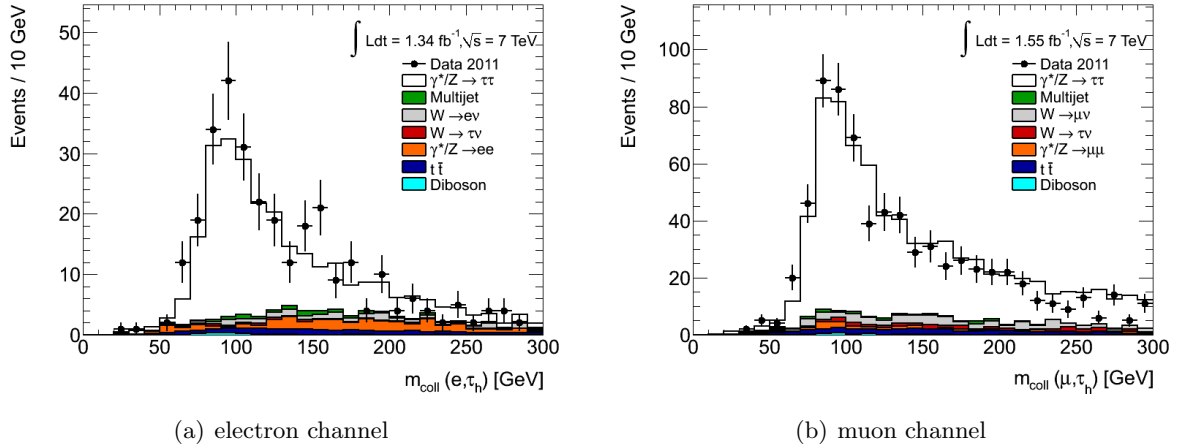 Events / 10 GeV
50
40
30
20
10
0
0 50 100 150 200 250 300
m_coll (e,τ_h) [GeV]
∫ Ldt = 1.34 fb⁻¹,√s = 7 TeV
Data 2011
γ*/Z → ττ
Multijet
W →eν
W → τν
γ*/Z →ee
t t̄
Diboson
(a) electron channel
Events / 10 GeV
100
80
60
40
20
0
0 50 100 150 200 250 300
m_coll (μ,τ_h) [GeV]
∫ Ldt = 1.55 fb⁻¹,√s = 7 TeV
Data 2011
γ*/Z → ττ
Multijet
W →μν
W → τν
γ*/Z →μμ
t t̄
Diboson
(b) muon channel